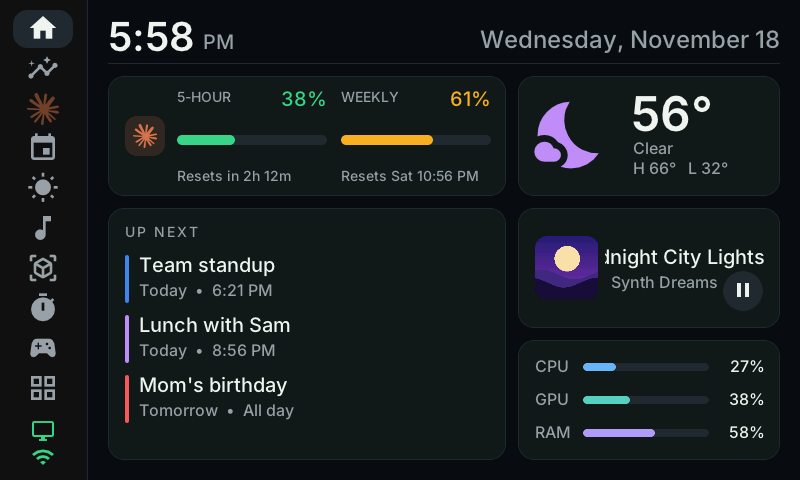 5:58 PM
Wednesday, November 18
5-HOUR 38%
WEEKLY 61%
Resets in 2h 12m
Resets Sat 10:56 PM
56°
Clear
H 66° L 32°
UP NEXT
Team standup
Today • 6:21 PM
Lunch with Sam
Today • 8:56 PM
Mom's birthday
Tomorrow • All day
dnight City Lights
Synth Dreams
CPU 27%
GPU 38%
RAM 58%